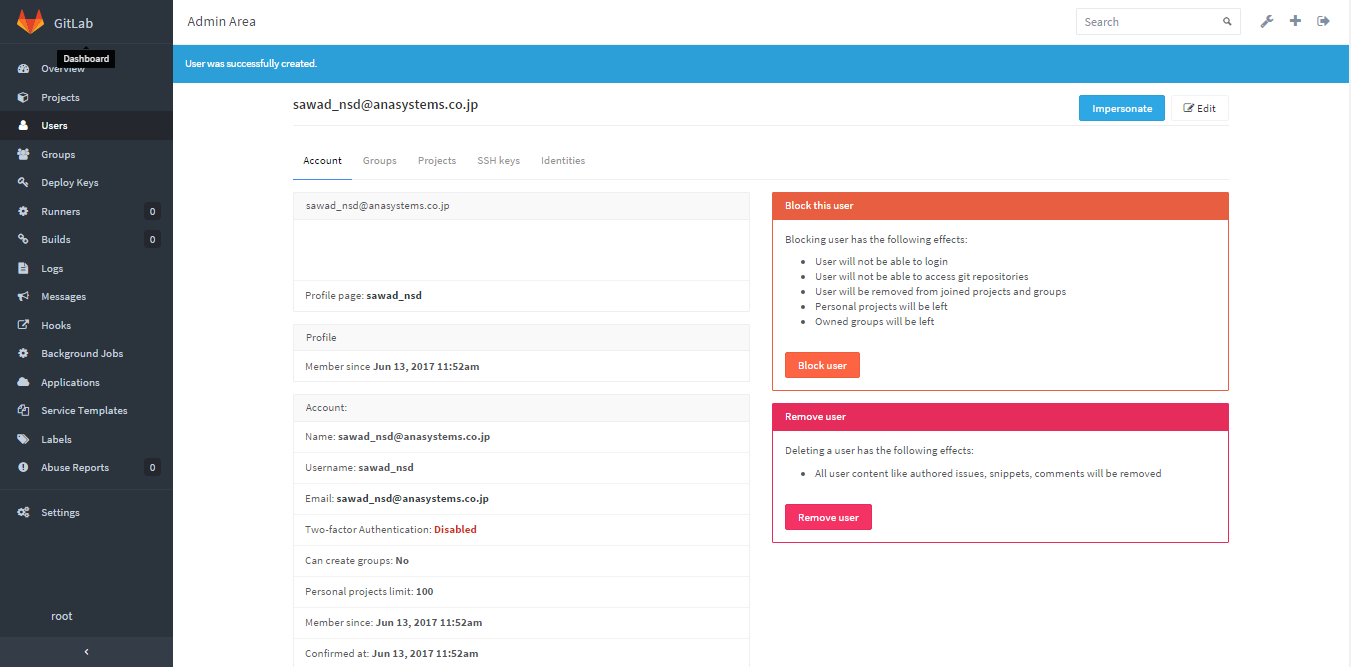 GitLab
Admin Area
Search
Dashboard
Overview
User was successfully created.
Projects
Users
Groups
Deploy Keys
Runners 0
Builds 0
Logs
Messages
Hooks
Background Jobs
Applications
Service Templates
Labels
Abuse Reports 0
Settings
root
sawad_nsd@anasystems.co.jp
Impersonate
Edit
Account Groups Projects SSH keys Identities
sawad_nsd@anasystems.co.jp
Profile page: sawad_nsd
Profile
Member since Jun 13, 2017 11:52am
Account:
Name: sawad_nsd@anasystems.co.jp
Username: sawad_nsd
Email: sawad_nsd@anasystems.co.jp
Two-factor Authentication: Disabled
Can create groups: No
Personal projects limit: 100
Member since: Jun 13, 2017 11:52am
Confirmed at: Jun 13, 2017 11:52am
Block this user
Blocking user has the following effects:
User will not be able to login
User will not be able to access git repositories
User will be removed from joined projects and groups
Personal projects will be left
Owned groups will be left
Block user
Remove user
Deleting a user has the following effects:
All user content like authored issues, snippets, comments will be removed
Remove user